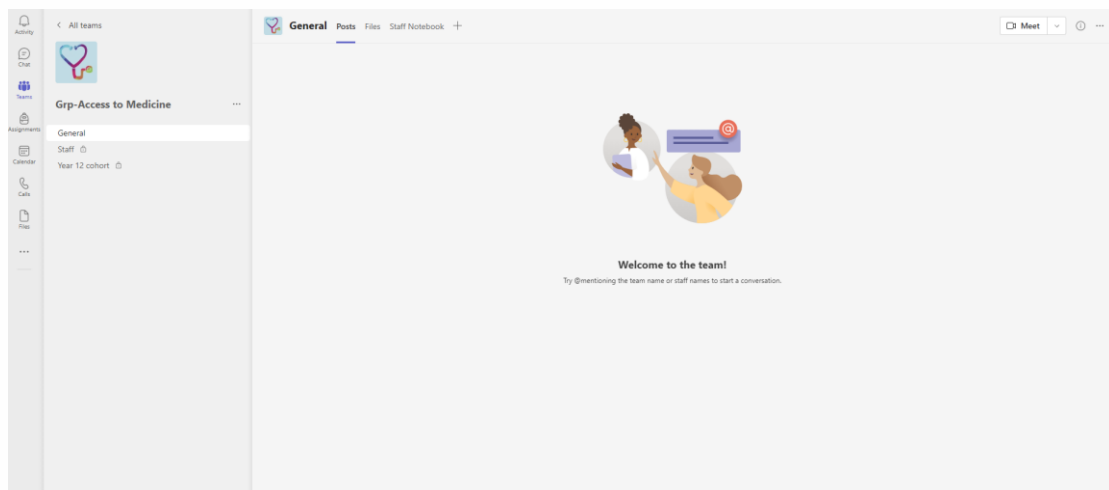 Activity
Chat
Teams
Assignments
Calendar
Calls
Files
All teams
Grp-Access to Medicine
General
Staff
Year 12 cohort
General Posts Files Staff Notebook
Meet
Welcome to the team!
Try @mentioning the team name or staff names to start a conversation.